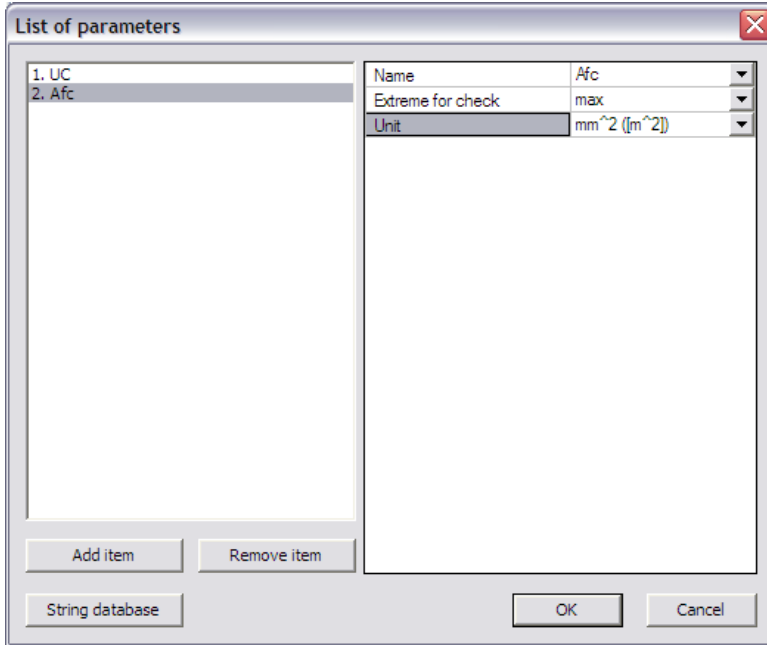 List of parameters
1. UC
2. Afc
Name Afc
Extreme for check max
Unit mm^2 ([m^2])
Add item Remove item
String database OK Cancel